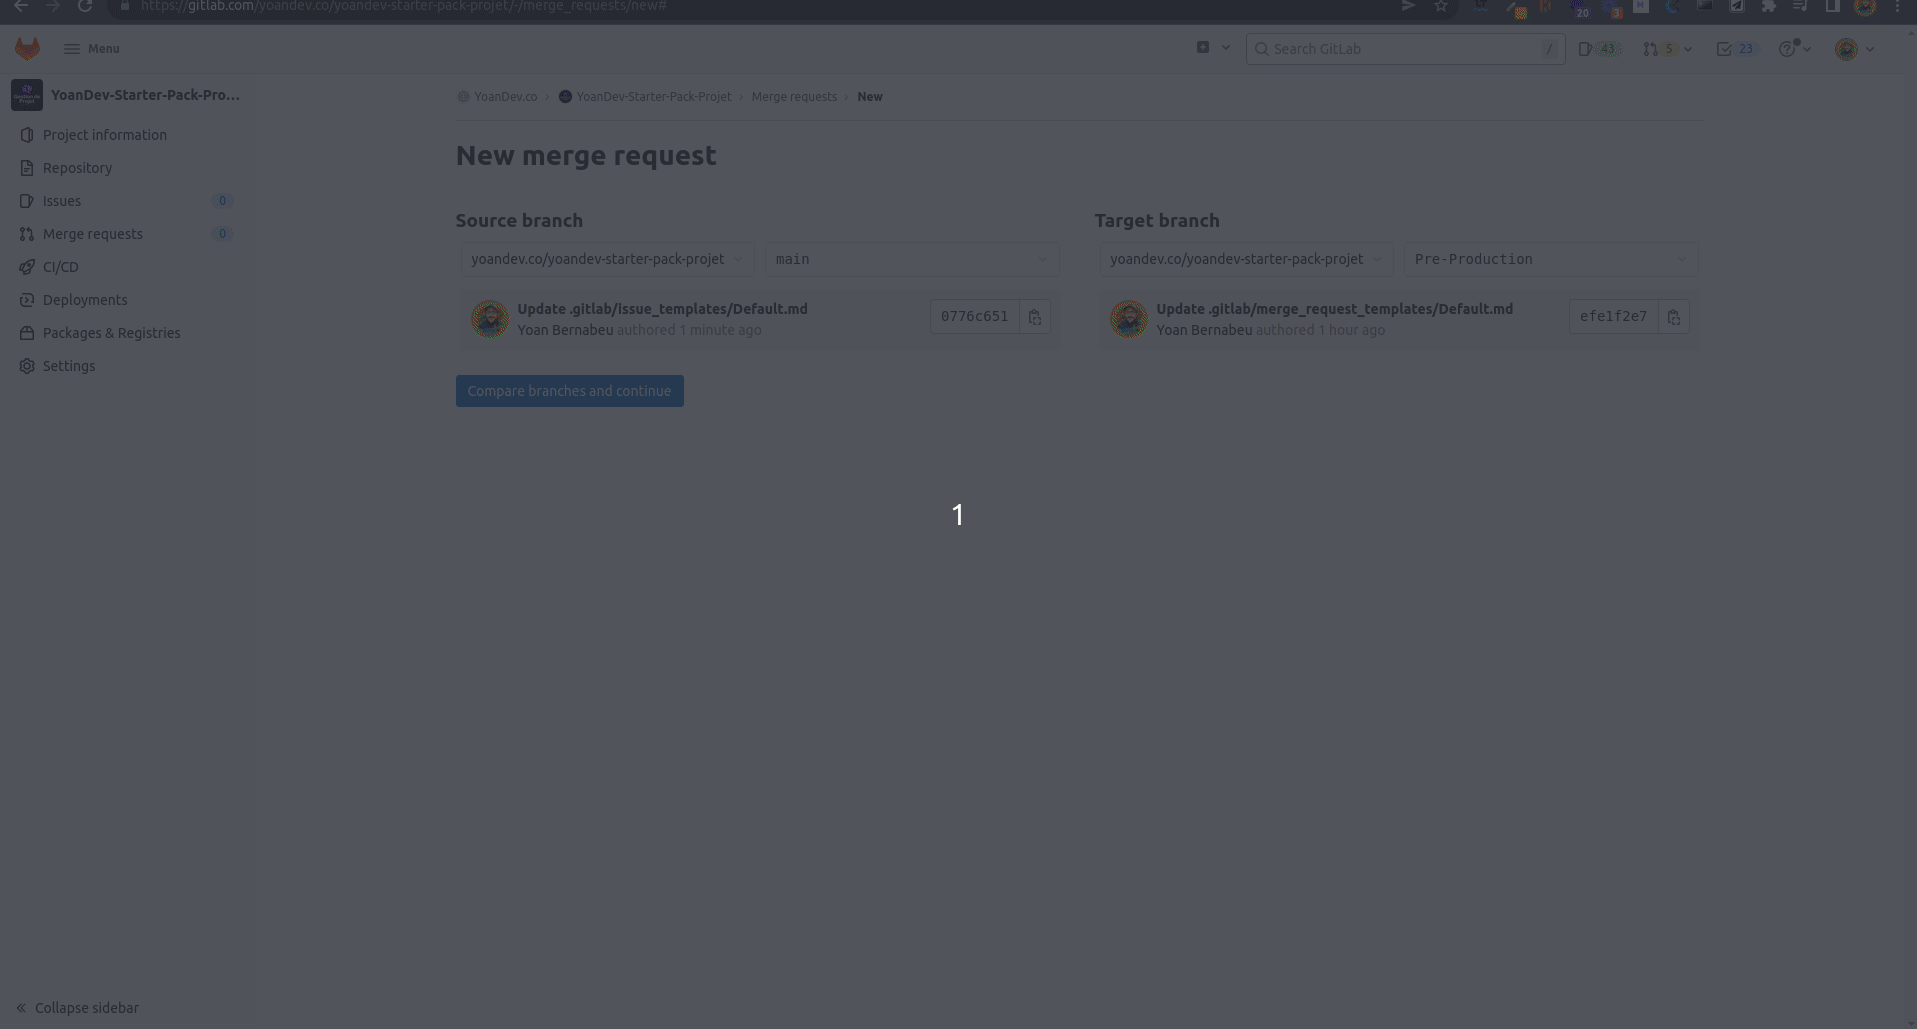 https://gitlab.com/yoandev.co/yoandev-starter-pack-projet/-/merge_requests/new#
20
3
Menu
Search GitLab
/
43
5
23
YoanDev-Starter-Pack-Pro...
YoanDev.co › YoanDev-Starter-Pack-Projet › Merge requests › New
Project information
Repository
Issues 0
Merge requests 0
CI/CD
Deployments
Packages & Registries
Settings
New merge request
Source branch
yoandev.co/yoandev-starter-pack-projet
main
Update .gitlab/issue_templates/Default.md
Yoan Bernabeu authored 1 minute ago
0776c651
Target branch
yoandev.co/yoandev-starter-pack-projet
Pre-Production
Update .gitlab/merge_request_templates/Default.md
Yoan Bernabeu authored 1 hour ago
efe1f2e7
Compare branches and continue
1
Collapse sidebar